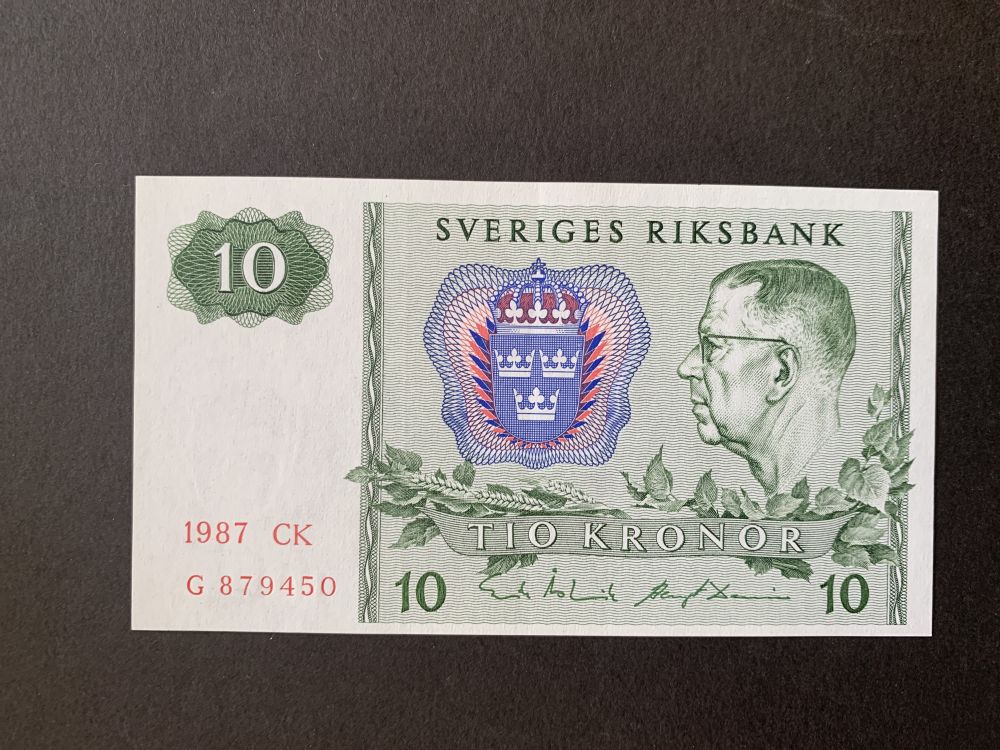 10
SVERIGES RIKSBANK
TIO KRONOR
1987 CK
G 879450
10
10